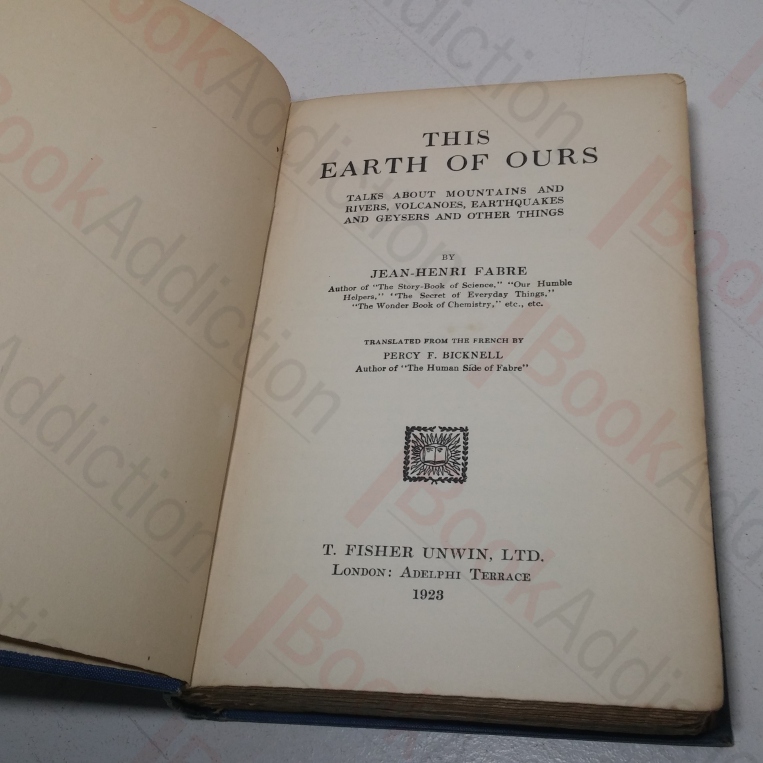 THIS
EARTH OF OURS
TALKS ABOUT MOUNTAINS AND
RIVERS, VOLCANOES, EARTHQUAKES
AND GEYSERS AND OTHER THINGS
BY
JEAN-HENRI FABRE
Author of "The Story-Book of Science," "Our Humble
Helpers," "The Secret of Everyday Things,"
"The Wonder Book of Chemistry," etc., etc.
TRANSLATED FROM THE FRENCH BY
PERCY F. BICKNELL
Author of "The Human Side of Fabre"
T. FISHER UNWIN, LTD.
LONDON: ADELPHI TERRACE
1923
BookAddiction